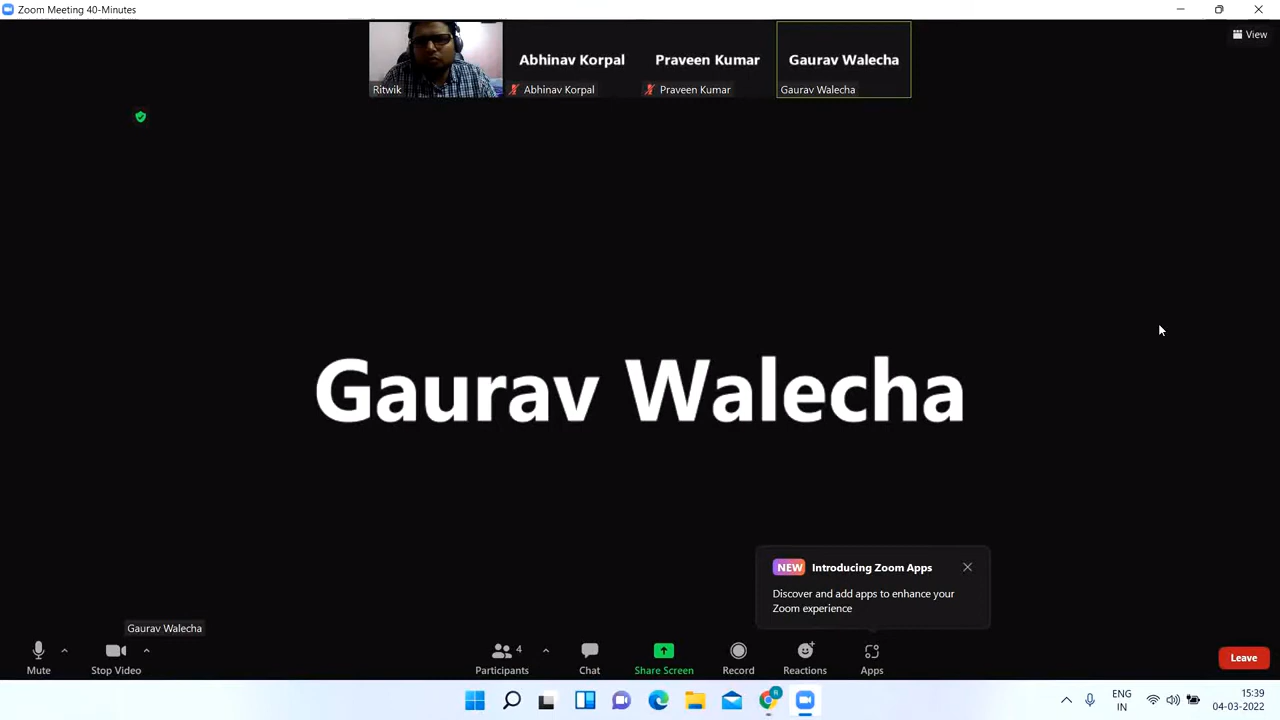 Zoom Meeting 40-Minutes
View
Ritwik
Abhinav Korpal
Abhinav Korpal
Praveen Kumar
Praveen Kumar
Gaurav Walecha
Gaurav Walecha
Gaurav Walecha
NEW Introducing Zoom Apps
Discover and add apps to enhance your
Zoom experience
Gaurav Walecha
Mute
Stop Video
4
Participants
Chat
Share Screen
Record
Reactions
Apps
Leave
ENG
IN
15:39
04-03-2022